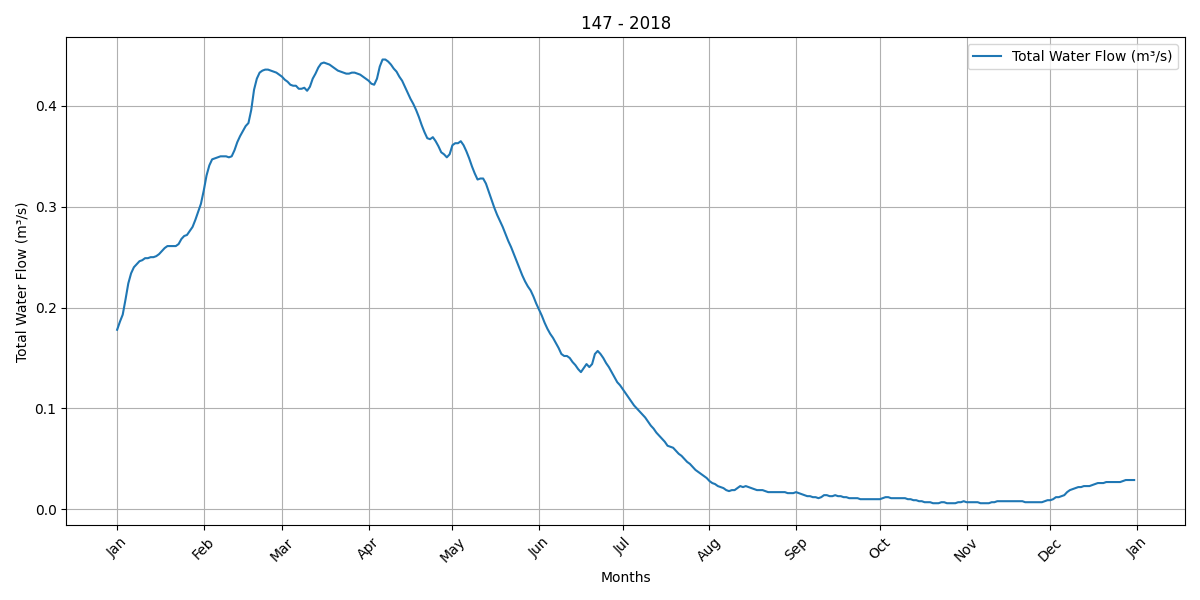 147 - 2018
Total Water Flow (m³/s)
Total Water Flow (m³/s)
0.4
0.3
0.2
0.1
0.0
Jan Feb Mar Apr May Jun Jul Aug Sep Oct Nov Dec Jan
Months